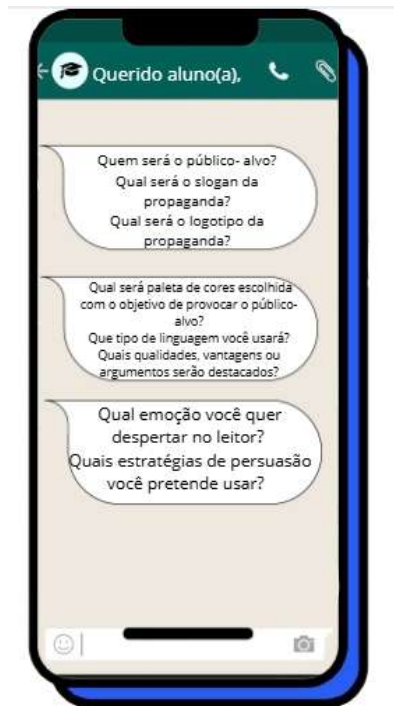 Querido aluno(a),
Quem será o público- alvo?
Qual será o slogan da
propaganda?
Qual será o logotipo da
propaganda?
Qual será paleta de cores escolhida
com o objetivo de provocar o público-
alvo?
Que tipo de linguagem você usará?
Quais qualidades, vantagens ou
argumentos serão destacados?
Qual emoção você quer
despertar no leitor?
Quais estratégias de persuasão
você pretende usar?